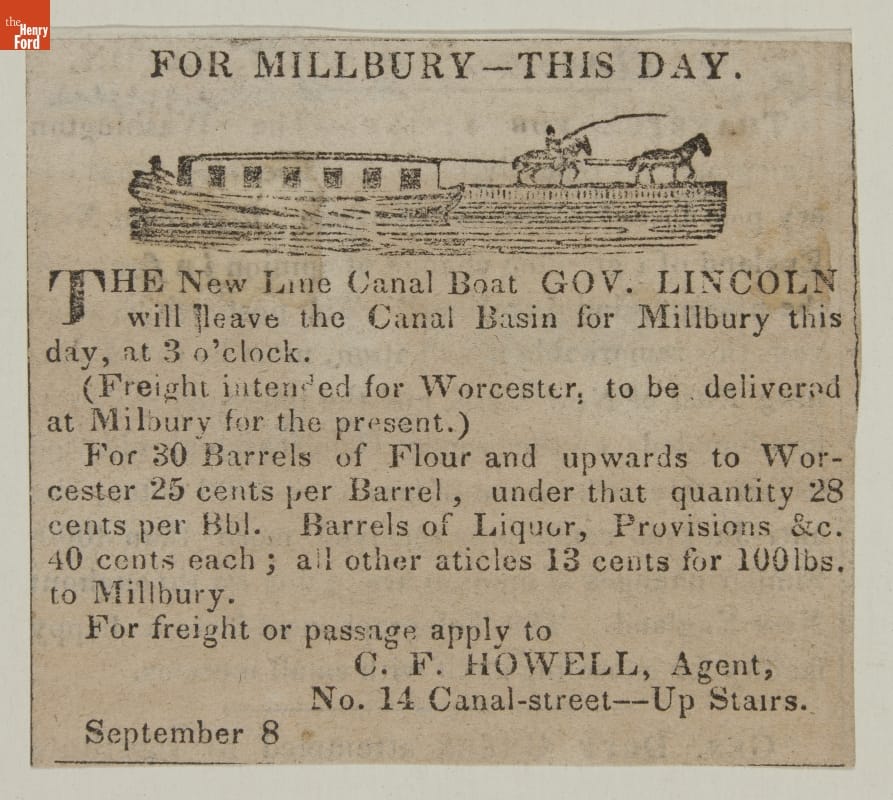 the
Henry
Ford
FOR MILLBURY—THIS DAY.
THE New Line Canal Boat GOV. LINCOLN
will leave the Canal Basin for Millbury this
day, at 3 o'clock.
(Freight intended for Worcester, to be delivered
at Milbury for the present.)
For 30 Barrels of Flour and upwards to Wor-
cester 25 cents per Barrel, under that quantity 28
cents per Bbl. Barrels of Liquor, Provisions &c.
40 cents each; all other aticles 13 cents for 100lbs.
to Millbury.
For freight or passage apply to
C. F. HOWELL, Agent,
No. 14 Canal-street—Up Stairs.
September 8